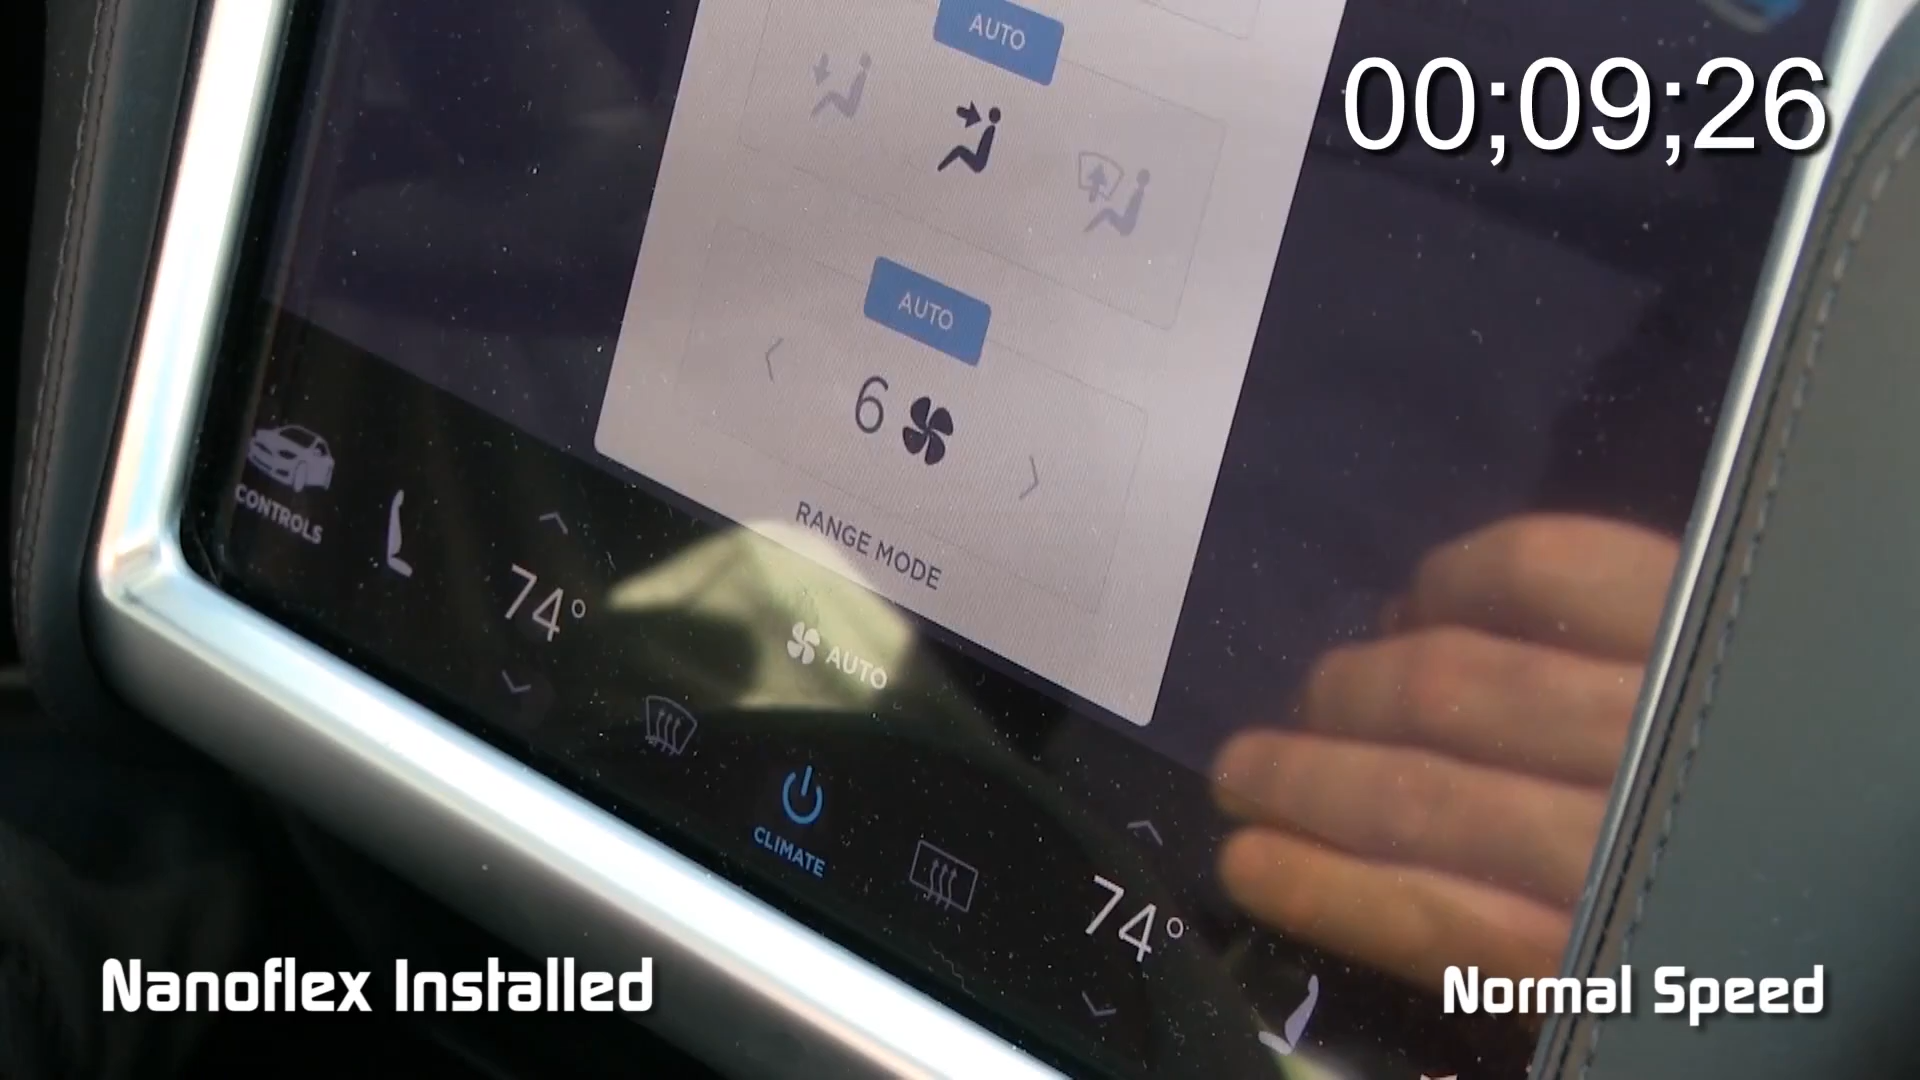 AUTO
00;09;26
AUTO
6
RANGE MODE
CONTROLS
74°
AUTO
CLIMATE
74°
Nanoflex Installed
Normal Speed